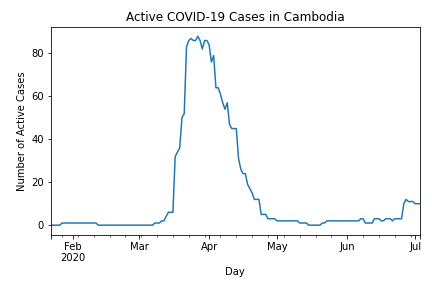 Active COVID-19 Cases in Cambodia
Number of Active Cases
80
60
40
20
0
Feb
2020
Mar
Apr
May
Jun
Jul
Day